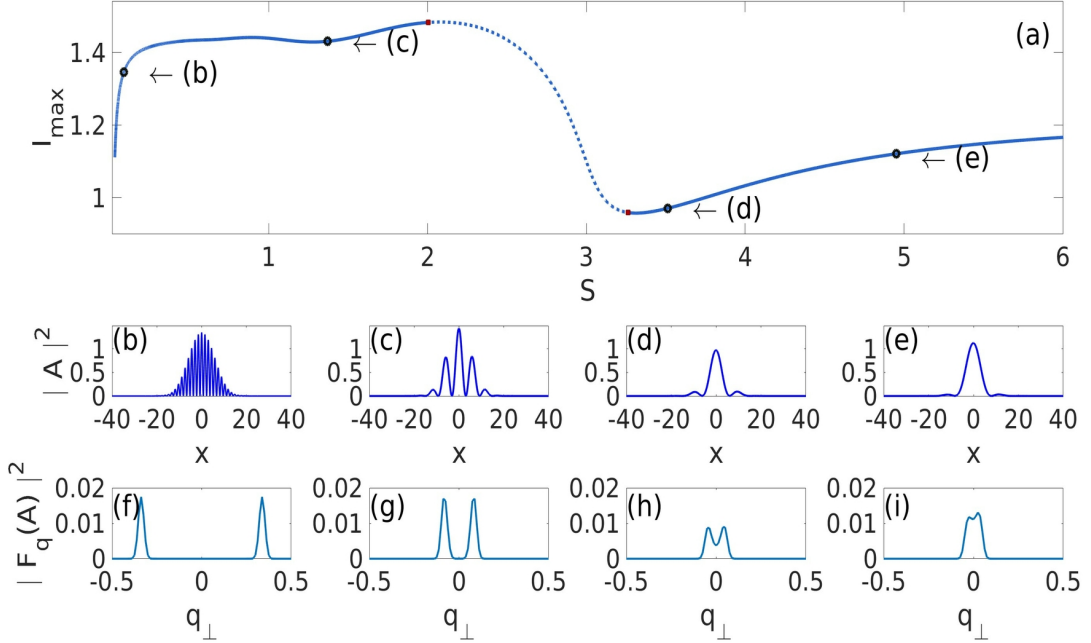 (a)
I_max
1.4
1.2
1
← (b)
← (c)
← (d)
← (e)
1 2 3 4 5 6
S
(b) (c) (d) (e)
| A |^2
1 1 1 1
0.5 0.5 0.5 0.5
0 0 0 0
-40 -20 0 20 40 -40 -20 0 20 40 -40 -20 0 20 40 -40 -20 0 20 40
x x x x
(f) (g) (h) (i)
| F_q(A) |^2
0.02 0.02 0.02 0.02
0.01 0.01 0.01 0.01
0 0 0 0
-0.5 0 0.5 -0.5 0 0.5 -0.5 0 0.5 -0.5 0 0.5
q_⊥ q_⊥ q_⊥ q_⊥